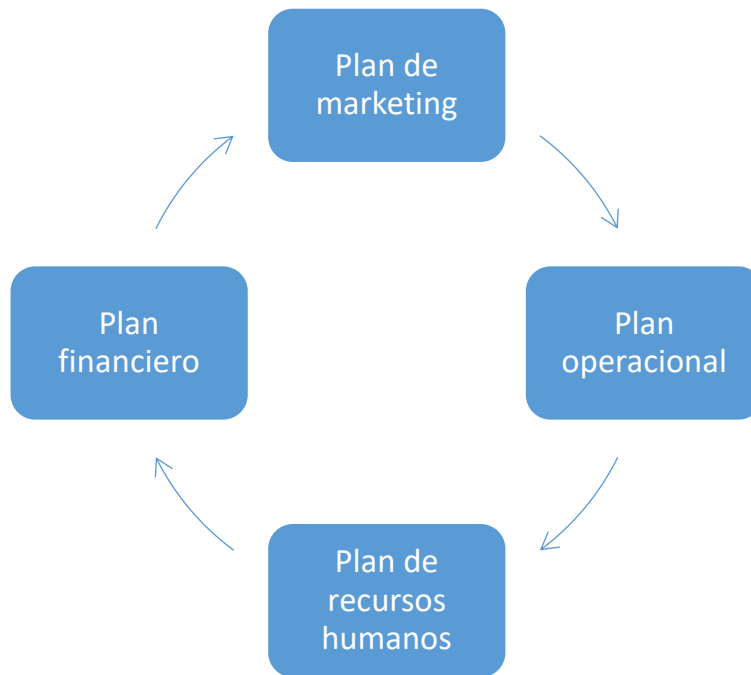 Plan de
marketing
Plan
operacional
Plan de
recursos
humanos
Plan
financiero